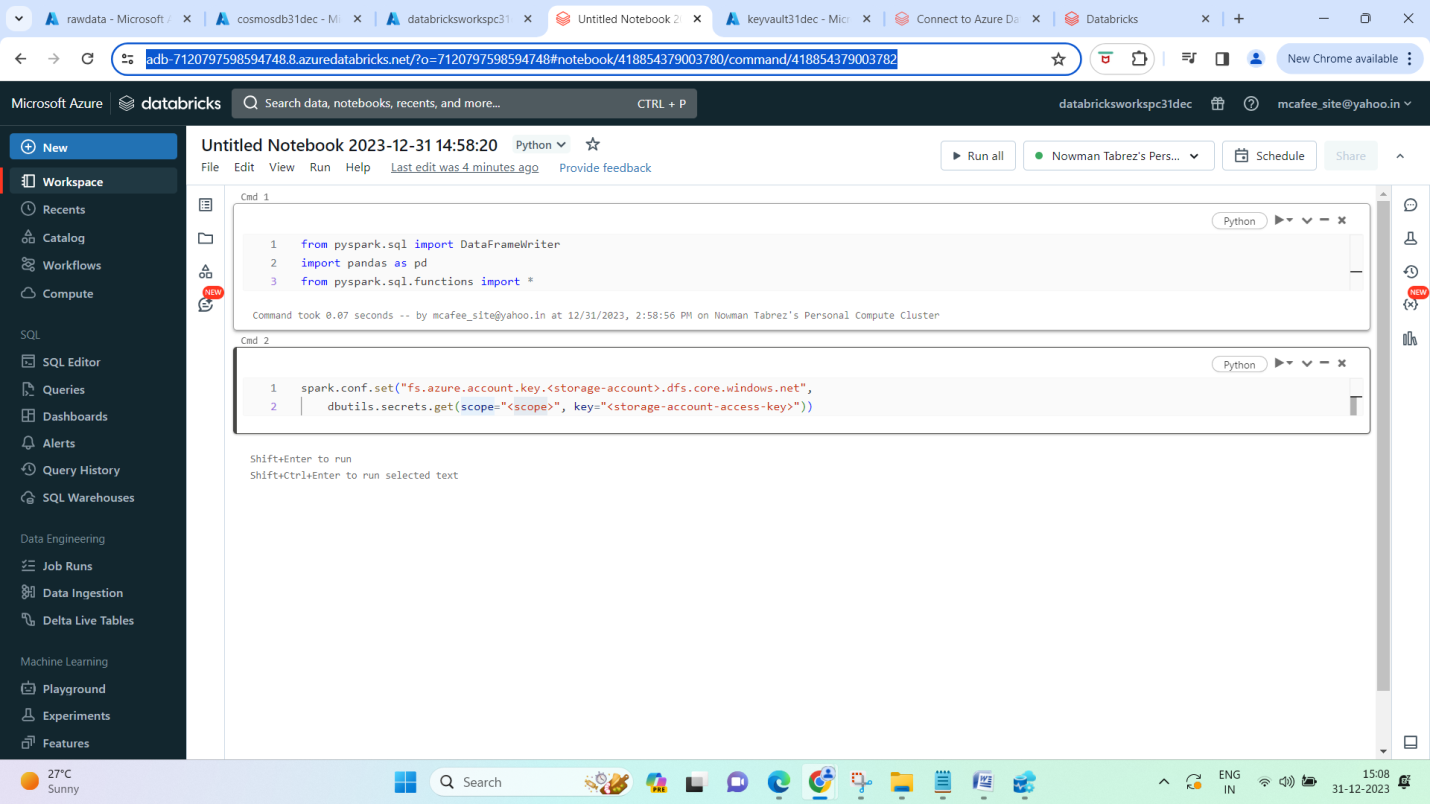 rawdata - Microsoft A
cosmosdb31dec - Mi
databricksworkspc31
Untitled Notebook 20
keyvault31dec - Micr
Connect to Azure Da
Databricks
adb-7120797598594748.8.azuredatabricks.net/?o=7120797598594748#notebook/418854379003780/command/418854379003782
New Chrome available
Microsoft Azure
databricks
Search data, notebooks, recents, and more...
CTRL + P
databricksworkspc31dec
mcafee_site@yahoo.in
New
Workspace
Recents
Catalog
Workflows
Compute
SQL
SQL Editor
Queries
Dashboards
Alerts
Query History
SQL Warehouses
Data Engineering
Job Runs
Data Ingestion
Delta Live Tables
Machine Learning
Playground
Experiments
Features
Untitled Notebook 2023-12-31 14:58:20
Python
File Edit View Run Help Last edit was 4 minutes ago Provide feedback
Run all
Nowman Tabrez's Pers...
Schedule
Share
NEW
NEW
Cmd 1
Python
1 from pyspark.sql import DataFrameWriter
2 import pandas as pd
3 from pyspark.sql.functions import *
Command took 0.07 seconds -- by mcafee_site@yahoo.in at 12/31/2023, 2:58:56 PM on Nowman Tabrez's Personal Compute Cluster
Cmd 2
Python
1 spark.conf.set("fs.azure.account.key.<storage-account>.dfs.core.windows.net",
2 dbutils.secrets.get(scope="<scope>", key="<storage-account-access-key>"))
Shift+Enter to run
Shift+Ctrl+Enter to run selected text
27°C
Sunny
Search
PRE
ENG
IN
15:08
31-12-2023